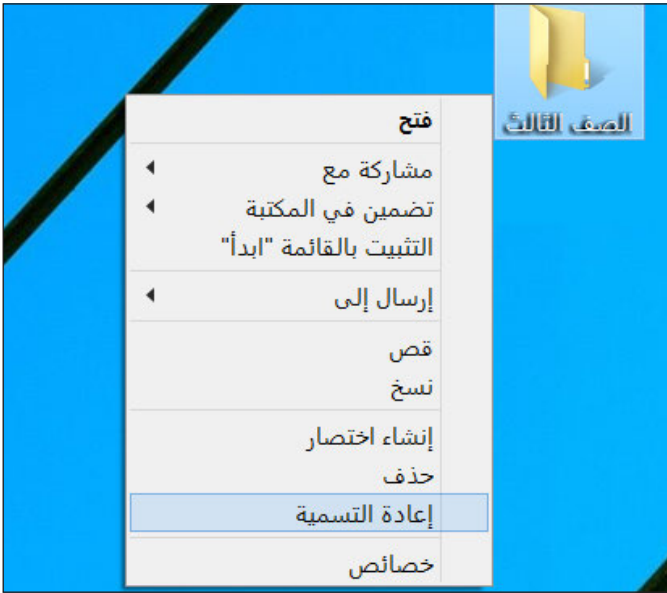 الصف الثالث
فتح
مشاركة مع
تضمين في المكتبة
التثبيت بالقائمة "ابدأ"
إرسال إلى
قص
نسخ
إنشاء اختصار
حذف
إعادة التسمية
خصائص